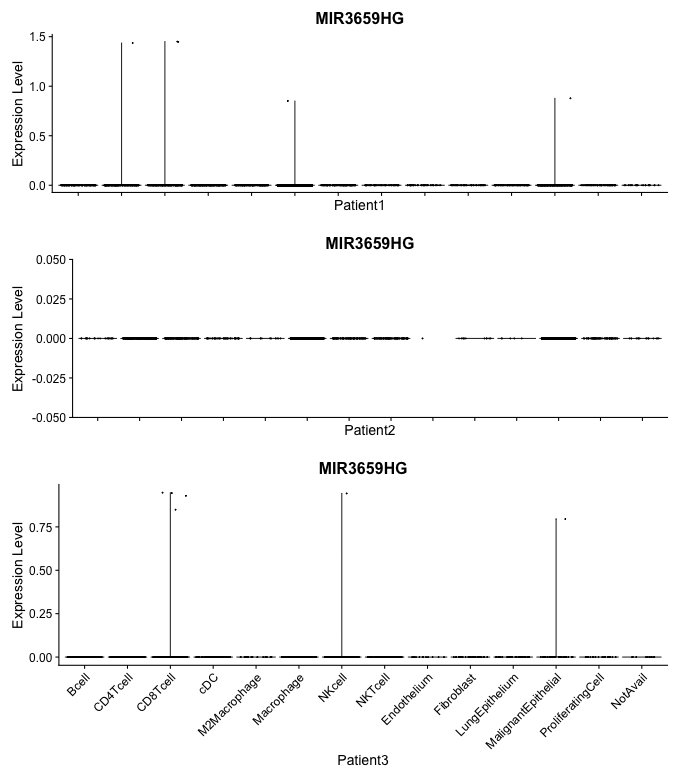 MIR3659HG
Expression Level
1.5
1.0
0.5
0.0
Patient1
MIR3659HG
Expression Level
0.050
0.025
0.000
-0.025
-0.050
Patient2
MIR3659HG
Expression Level
0.75
0.50
0.25
0.00
Bcell
CD4Tcell
CD8Tcell
cDC
M2Macrophage
Macrophage
NKcell
NKTcell
Endothelium
Fibroblast
LungEpithelium
MalignantEpithelial
ProliferatingCell
NotAvail
Patient3